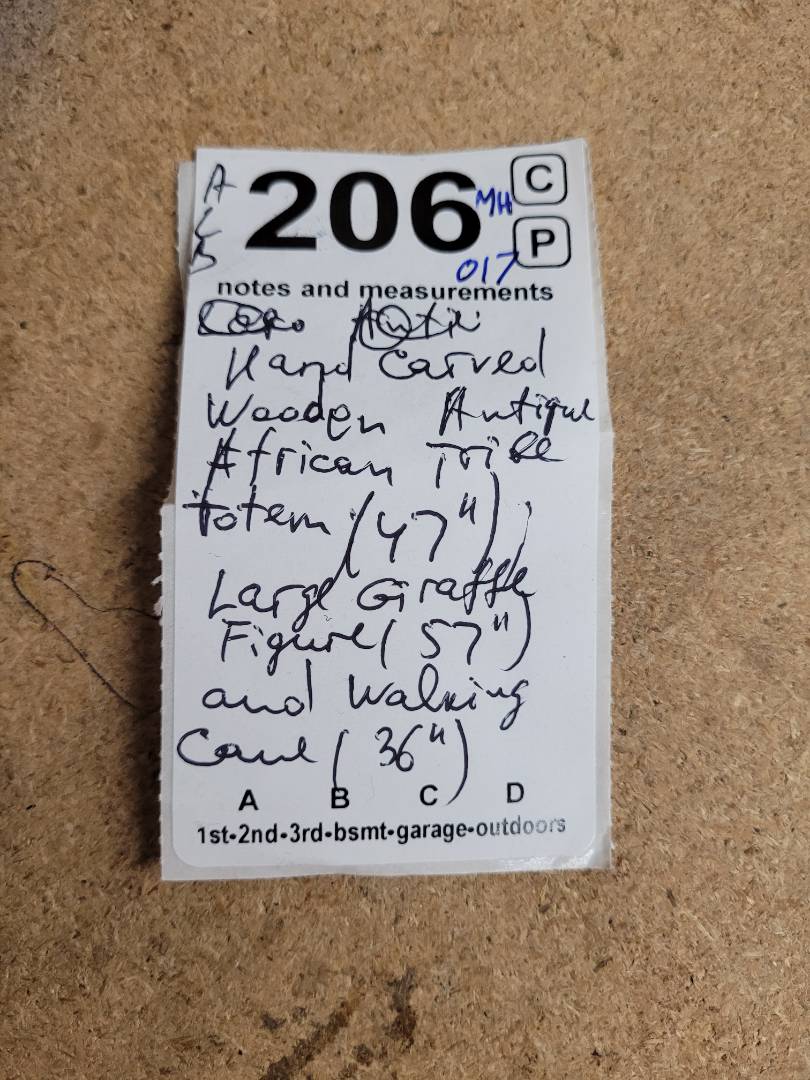 A
L
B
206
MH
C
P
017
notes and measurements
Hand Carved
Wooden Antique
African Tribe
totem (47");
Large Giraffe
Figure (57")
and Walking
Cane (36")
A B C D
1st•2nd•3rd•bsmt•garage•outdoors